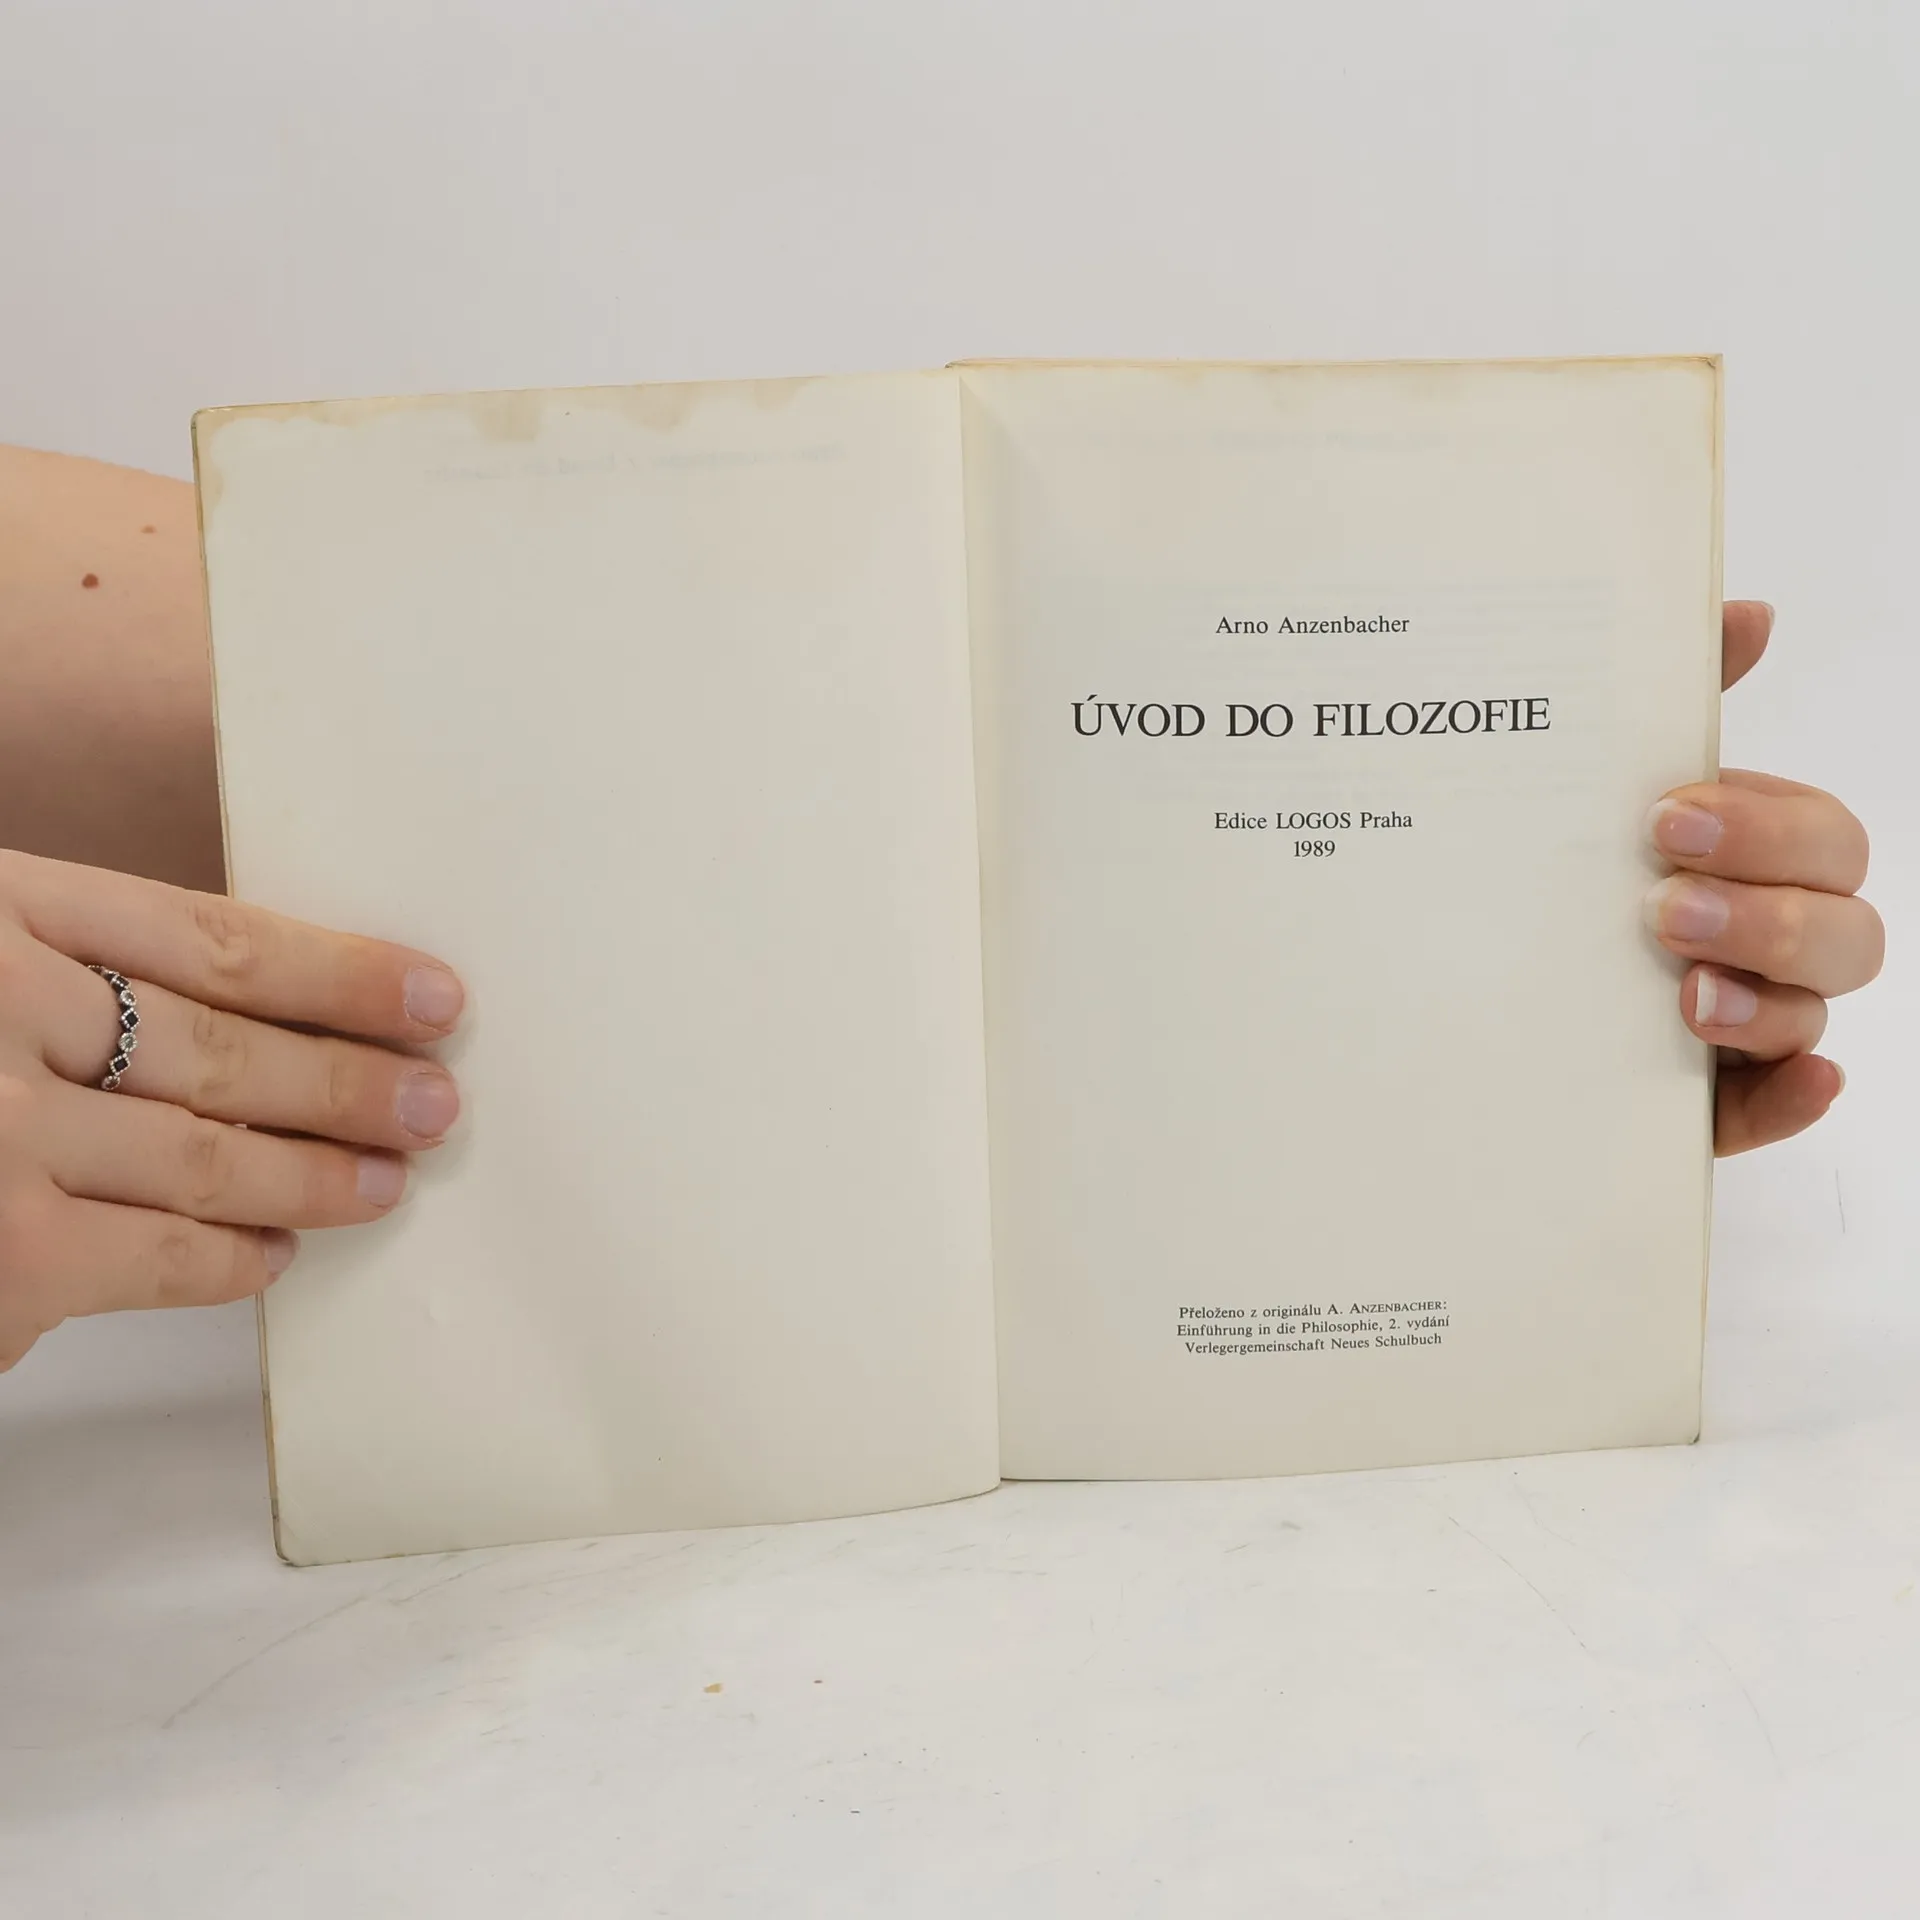 Arno Anzenbacher
ÚVOD DO FILOZOFIE
Edice LOGOS Praha
1989
Přeloženo z originálu A. ANZENBACHER:
Einführung in die Philosophie, 2. vydání
Verlegergemeinschaft Neues Schulbuch